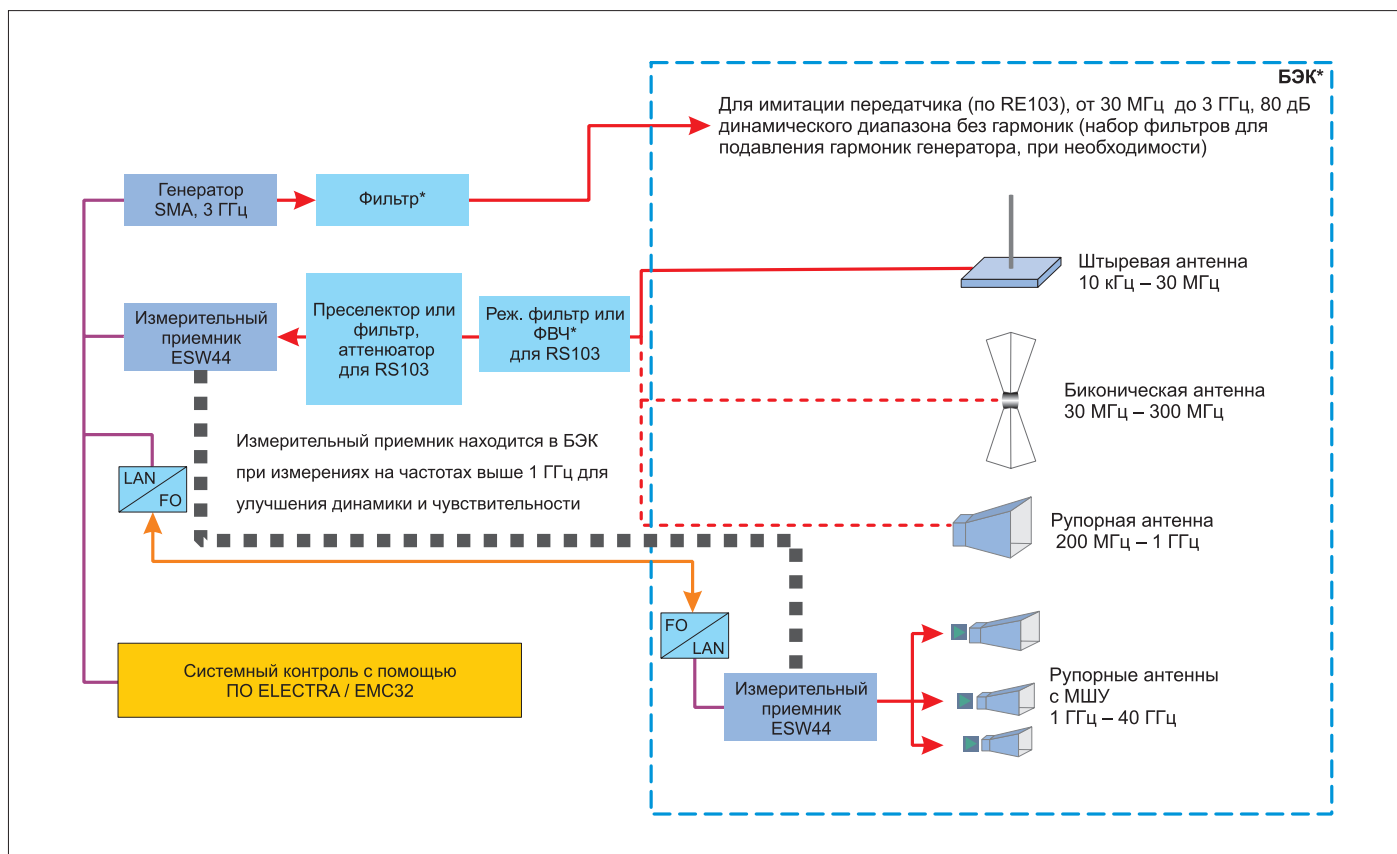 БЭК*
Для имитации передатчика (по RE103), от 30 МГц до 3 ГГц, 80 дБ
динамического диапазона без гармоник (набор фильтров для
подавления гармоник генератора, при необходимости)
Генератор
SMA, 3 ГГц
Фильтр*
Штыревая антенна
10 кГц – 30 МГц
Измерительный
приемник
ESW44
Преселектор или
фильтр,
аттенюатор
для RS103
Реж. фильтр или
ФВЧ*
для RS103
Биконическая антенна
30 МГц – 300 МГц
Измерительный приемник находится в БЭК
при измерениях на частотах выше 1 ГГц для
улучшения динамики и чувствительности
LAN
FO
Рупорная антенна
200 МГц – 1 ГГц
FO
LAN
Системный контроль с помощью
ПО ELECTRA / EMC32
Измерительный
приемник
ESW44
Рупорные антенны
с МШУ
1 ГГц – 40 ГГц